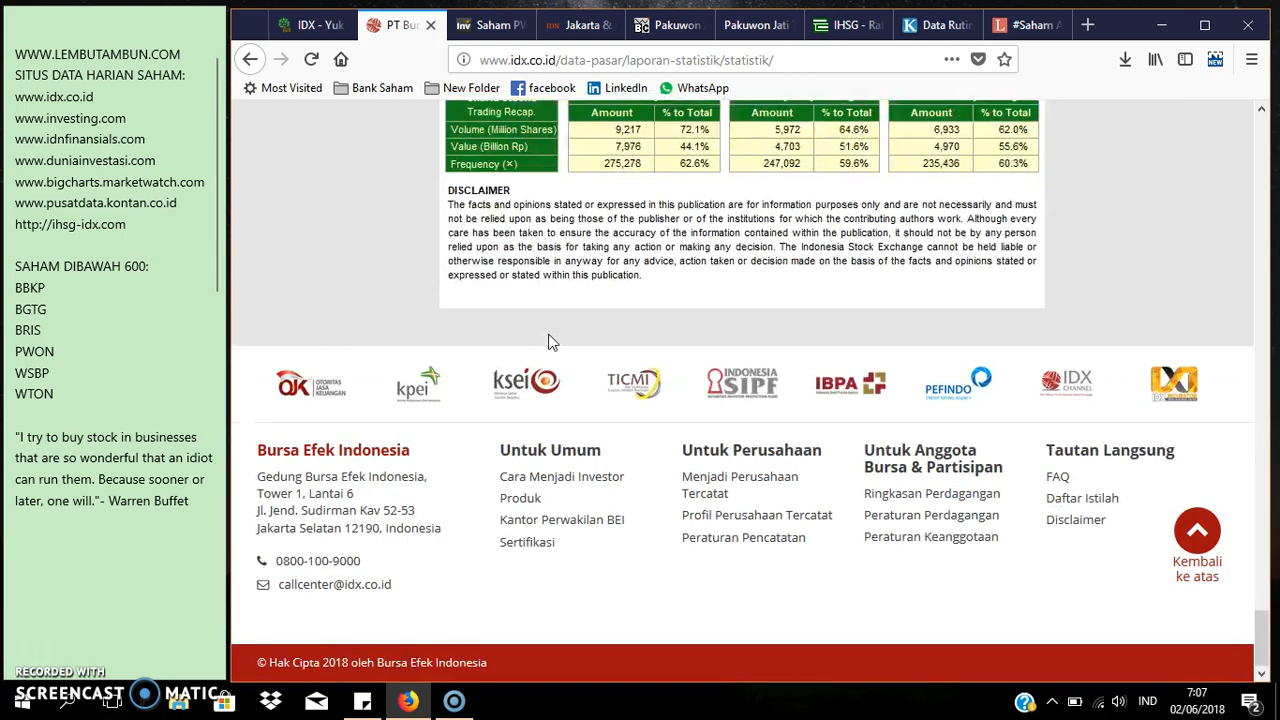 WWW.LEMBUTAMBUN.COM
SITUS DATA HARIAN SAHAM:
www.idx.co.id
www.investing.com
www.idnfinansials.com
www.duniainvestasi.com
www.bigcharts.marketwatch.com
www.pusatdata.kontan.co.id
http://ihsg-idx.com
SAHAM DIBAWAH 600:
BBKP
BGTG
BRIS
PWON
WSBP
WTON
"I try to buy stock in businesses
that are so wonderful that an idiot
can run them. Because sooner or
later, one will."- Warren Buffet
RECORDED WITH
SCREENCAST MATIC
IDX - Yuk
PT Bur
Saham PW
Jakarta &
Pakuwon
Pakuwon Jati
IHSG - Ral
Data Rutin
#Saham A
www.idx.co.id/data-pasar/laporan-statistik/statistik/
Most Visited Bank Saham New Folder facebook LinkedIn WhatsApp
Trading Recap. Amount % to Total Amount % to Total Amount % to Total
Volume (Million Shares) 9,217 72.1% 5,972 64.6% 6,933 62.0%
Value (Billion Rp) 7,976 44.1% 4,703 51.6% 4,970 55.6%
Frequency (×) 275,278 62.6% 247,092 59.6% 235,436 60.3%
DISCLAIMER
The facts and opinions stated or expressed in this publication are for information purposes only and are not necessarily and must
not be relied upon as being those of the publisher or of the institutions for which the contributing authors work. Although every
care has been taken to ensure the accuracy of the information contained within the publication, it should not be by any person
relied upon as the basis for taking any action or making any decision. The Indonesia Stock Exchange cannot be held liable or
otherwise responsible in anyway for any advice, action taken or decision made on the basis of the facts and opinions stated or
expressed or stated within this publication.
OTORITAS JASA KEUANGAN
kpei
ksei
TICMI
INDONESIA SIPF
IBPA
PEFINDO
CREDIT RATING AGENCY
IDX CHANNEL
IDX INCUBATOR
Bursa Efek Indonesia
Gedung Bursa Efek Indonesia,
Tower 1, Lantai 6
Jl. Jend. Sudirman Kav 52-53
Jakarta Selatan 12190, Indonesia
0800-100-9000
callcenter@idx.co.id
Untuk Umum
Cara Menjadi Investor
Produk
Kantor Perwakilan BEI
Sertifikasi
Untuk Perusahaan
Menjadi Perusahaan
Tercatat
Profil Perusahaan Tercatat
Peraturan Pencatatan
Untuk Anggota
Bursa & Partisipan
Ringkasan Perdagangan
Peraturan Perdagangan
Peraturan Keanggotaan
Tautan Langsung
FAQ
Daftar Istilah
Disclaimer
Kembali
ke atas
© Hak Cipta 2018 oleh Bursa Efek Indonesia
IND
7:07
02/06/2018
2